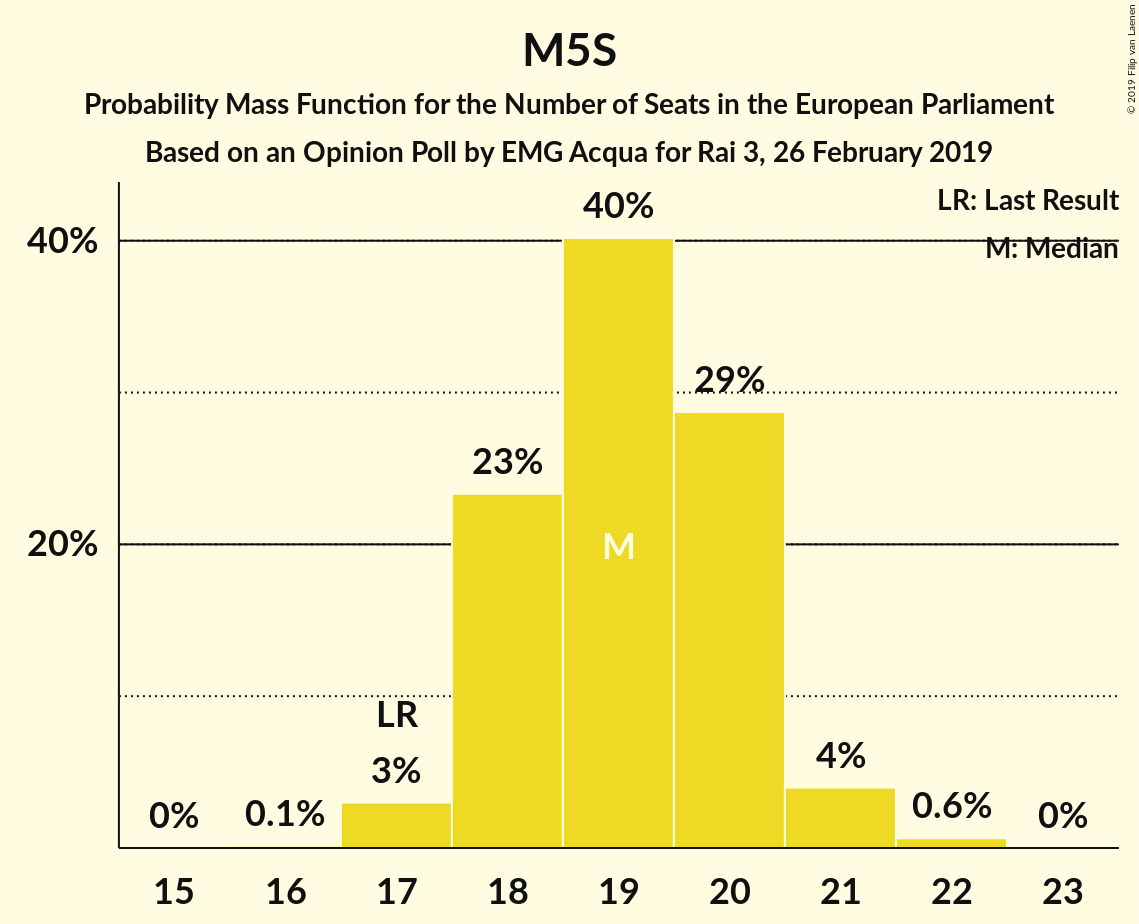 M5S
Probability Mass Function for the Number of Seats in the European Parliament
Based on an Opinion Poll by EMG Acqua for Rai 3, 26 February 2019
© 2019 Filip van Laenen
LR: Last Result
M: Median
40%
20%
0%
0.1%
LR
3%
23%
40%
M
29%
4%
0.6%
0%
15 16 17 18 19 20 21 22 23